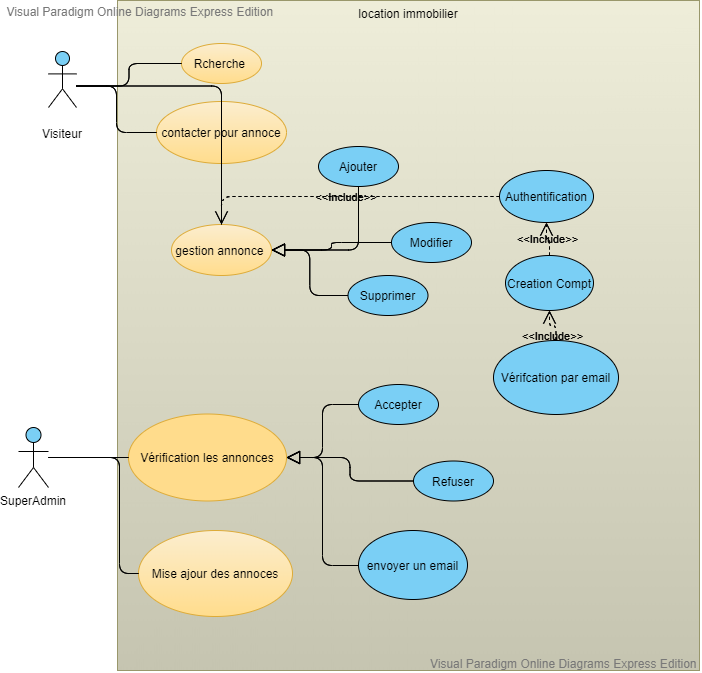 Visual Paradigm Online Diagrams Express Edition
location immobilier
Rcherche
Visiteur
contacter pour annoce
Ajouter
<<Include>>
Authentification
gestion annonce
Modifier
<<Include>>
Creation Compt
Supprimer
<<Include>>
Vérifcation par email
Accepter
Vérification les annonces
Refuser
SuperAdmin
envoyer un email
Mise ajour des annoces
Visual Paradigm Online Diagrams Express Edition